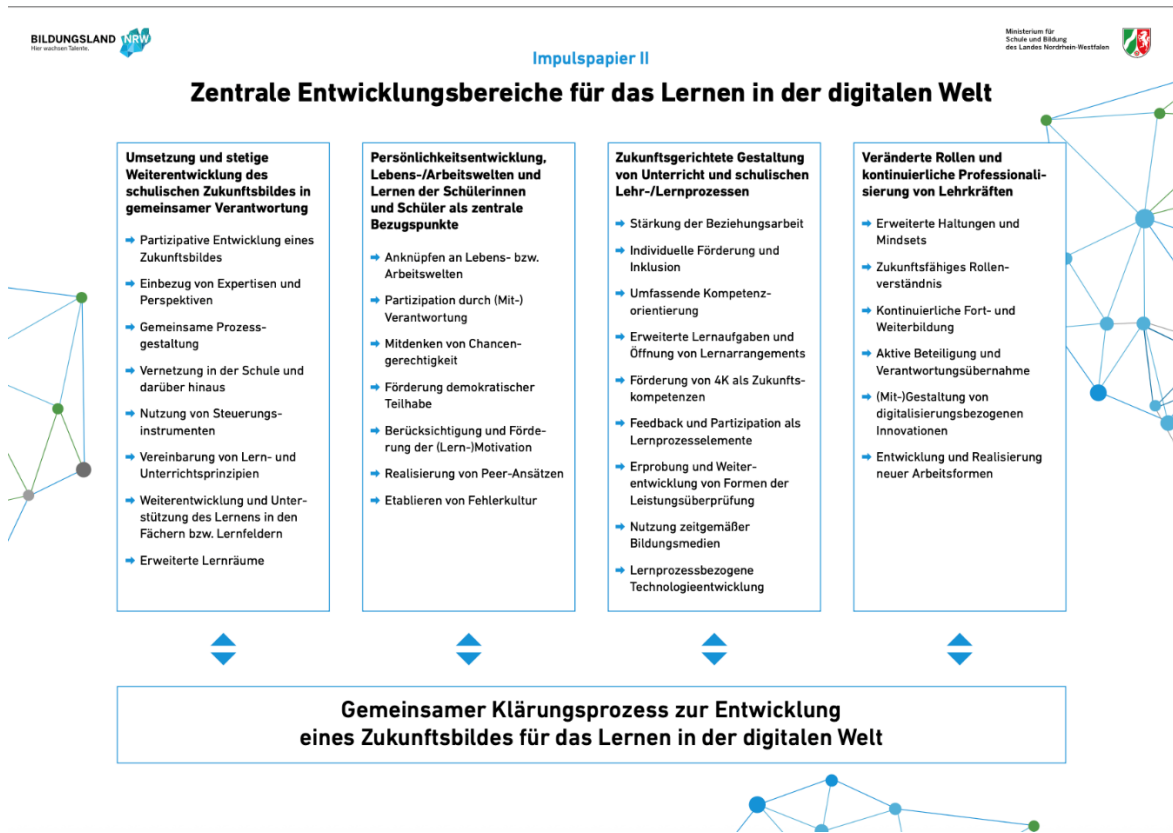 BILDUNGSLAND NRW
Hier wachsen Talente.
Ministerium für
Schule und Bildung
des Landes Nordrhein-Westfalen
Impulspapier II
Zentrale Entwicklungsbereiche für das Lernen in der digitalen Welt
Umsetzung und stetige
Weiterentwicklung des
schulischen Zukunftsbildes in
gemeinsamer Verantwortung
Partizipative Entwicklung eines
Zukunftsbildes
Einbezug von Expertisen und
Perspektiven
Gemeinsame Prozess-
gestaltung
Vernetzung in der Schule und
darüber hinaus
Nutzung von Steuerungs-
instrumenten
Vereinbarung von Lern- und
Unterrichtsprinzipien
Weiterentwicklung und Unter-
stützung des Lernens in den
Fächern bzw. Lernfeldern
Erweiterte Lernräume
Persönlichkeitsentwicklung,
Lebens-/Arbeitswelten und
Lernen der Schülerinnen
und Schüler als zentrale
Bezugspunkte
Anknüpfen an Lebens- bzw.
Arbeitswelten
Partizipation durch (Mit-)
Verantwortung
Mitdenken von Chancen-
gerechtigkeit
Förderung demokratischer
Teilhabe
Berücksichtigung und Förde-
rung der (Lern-)Motivation
Realisierung von Peer-Ansätzen
Etablieren von Fehlerkultur
Zukunftsgerichtete Gestaltung
von Unterricht und schulischen
Lehr-/Lernprozessen
Stärkung der Beziehungsarbeit
Individuelle Förderung und
Inklusion
Umfassende Kompetenz-
orientierung
Erweiterte Lernaufgaben und
Öffnung von Lernarrangements
Förderung von 4K als Zukunfts-
kompetenzen
Feedback und Partizipation als
Lernprozesselemente
Erprobung und Weiter-
entwicklung von Formen der
Leistungsüberprüfung
Nutzung zeitgemäßer
Bildungsmedien
Lernprozessbezogene
Technologieentwicklung
Veränderte Rollen und
kontinuierliche Professionali-
sierung von Lehrkräften
Erweiterte Haltungen und
Mindsets
Zukunftsfähiges Rollen-
verständnis
Kontinuierliche Fort- und
Weiterbildung
Aktive Beteiligung und
Verantwortungsübernahme
(Mit-)Gestaltung von
digitalisierungsbezogenen
Innovationen
Entwicklung und Realisierung
neuer Arbeitsformen
Gemeinsamer Klärungsprozess zur Entwicklung
eines Zukunftsbildes für das Lernen in der digitalen Welt